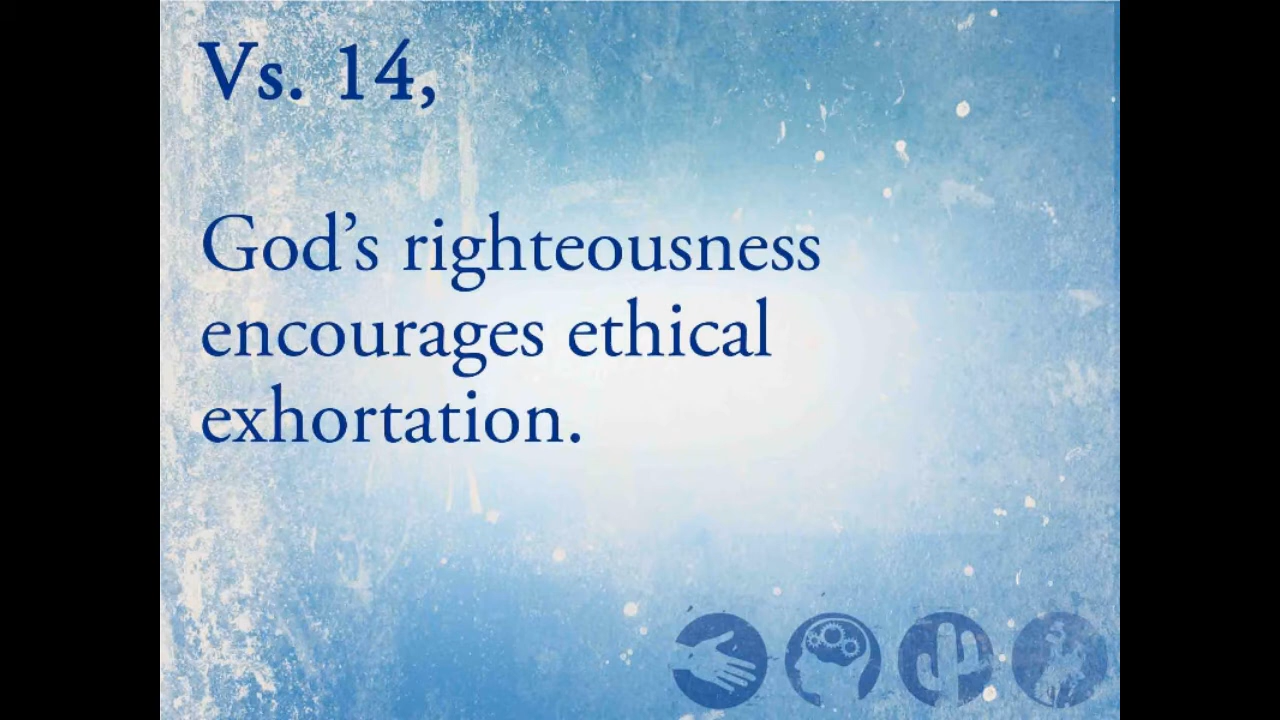 Vs. 14,
God’s righteousness
encourages ethical
exhortation.